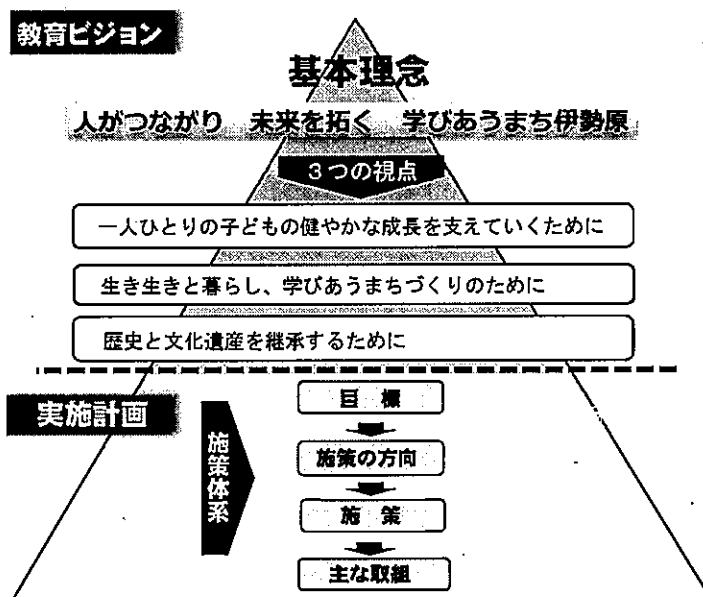 教育ビジョン
基本理念
人がつながり 未来を拓く 学びあうまち伊勢原
3つの視点
一人ひとりの子どもの健やかな成長を支えていくために
生き生きと暮らし、学びあうまちづくりのために
歴史と文化遺産を継承するために
実施計画
施策体系
目 標
施策の方向
施 策
主な取組